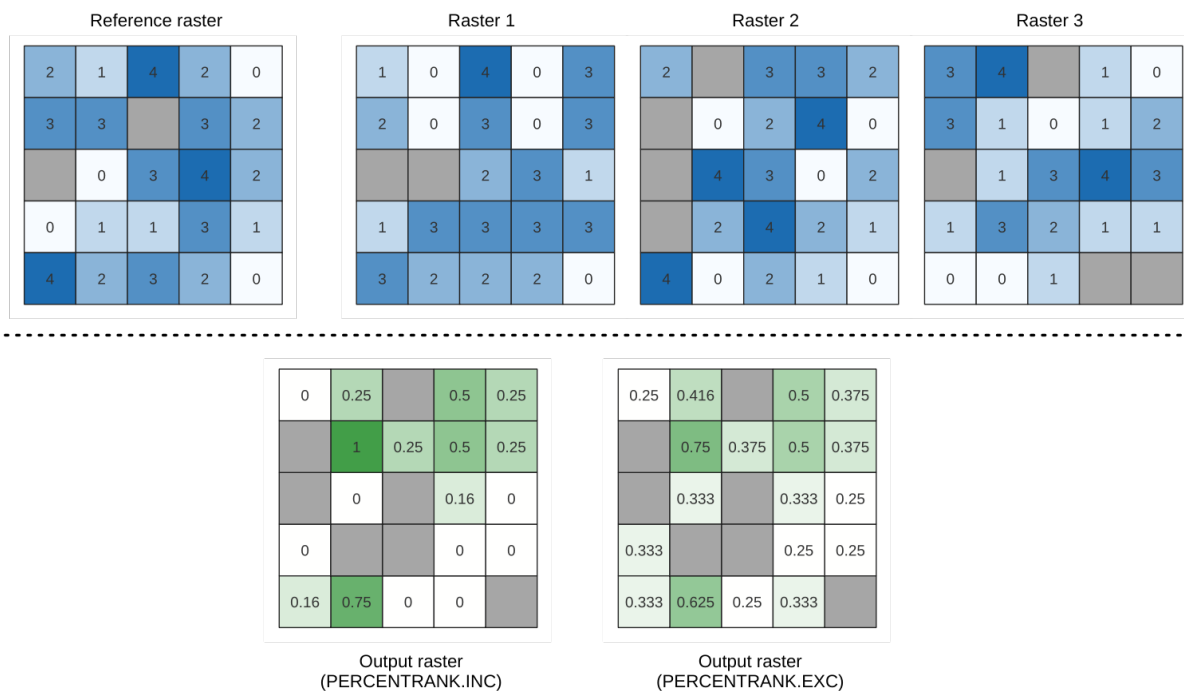 Reference raster Raster 1 Raster 2 Raster 3
2 1 4 2 0 1 0 4 0 3 2 3 3 2 3 4 1 0
3 3 3 2 2 0 3 0 3 0 2 4 0 3 1 0 1 2
0 3 4 2 2 3 1 4 3 0 2 1 3 4 3
0 1 1 3 1 1 3 3 3 3 2 4 2 1 1 3 2 1 1
4 2 3 2 0 3 2 2 2 0 4 0 2 1 0 0 0 1
0 0.25 0.5 0.25 0.25 0.416 0.5 0.375
1 0.25 0.5 0.25 0.75 0.375 0.5 0.375
0 0.16 0 0.333 0.333 0.25
0 0 0 0.333 0.25 0.25
0.16 0.75 0 0 0.333 0.625 0.25 0.333
Output raster Output raster
(PERCENTRANK.INC) (PERCENTRANK.EXC)